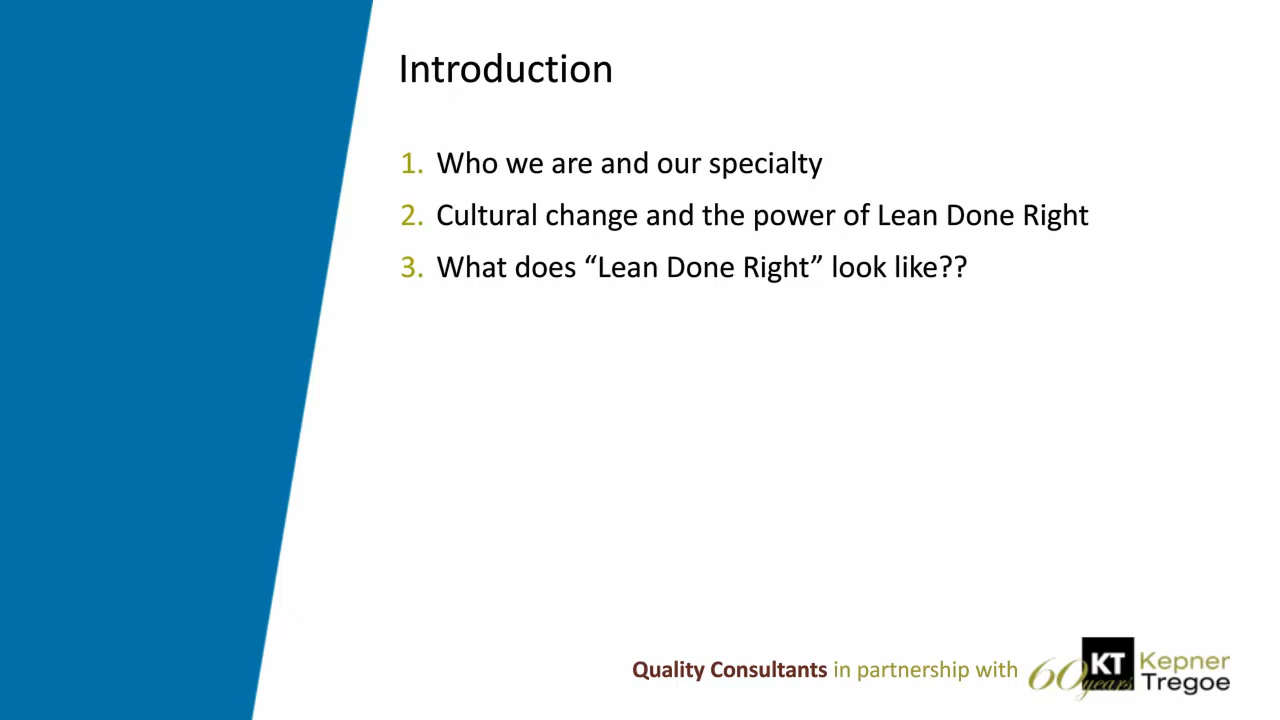 Introduction
1. Who we are and our specialty
2. Cultural change and the power of Lean Done Right
3. What does “Lean Done Right” look like??
Quality Consultants in partnership with
60 years
KT
Kepner
Tregoe